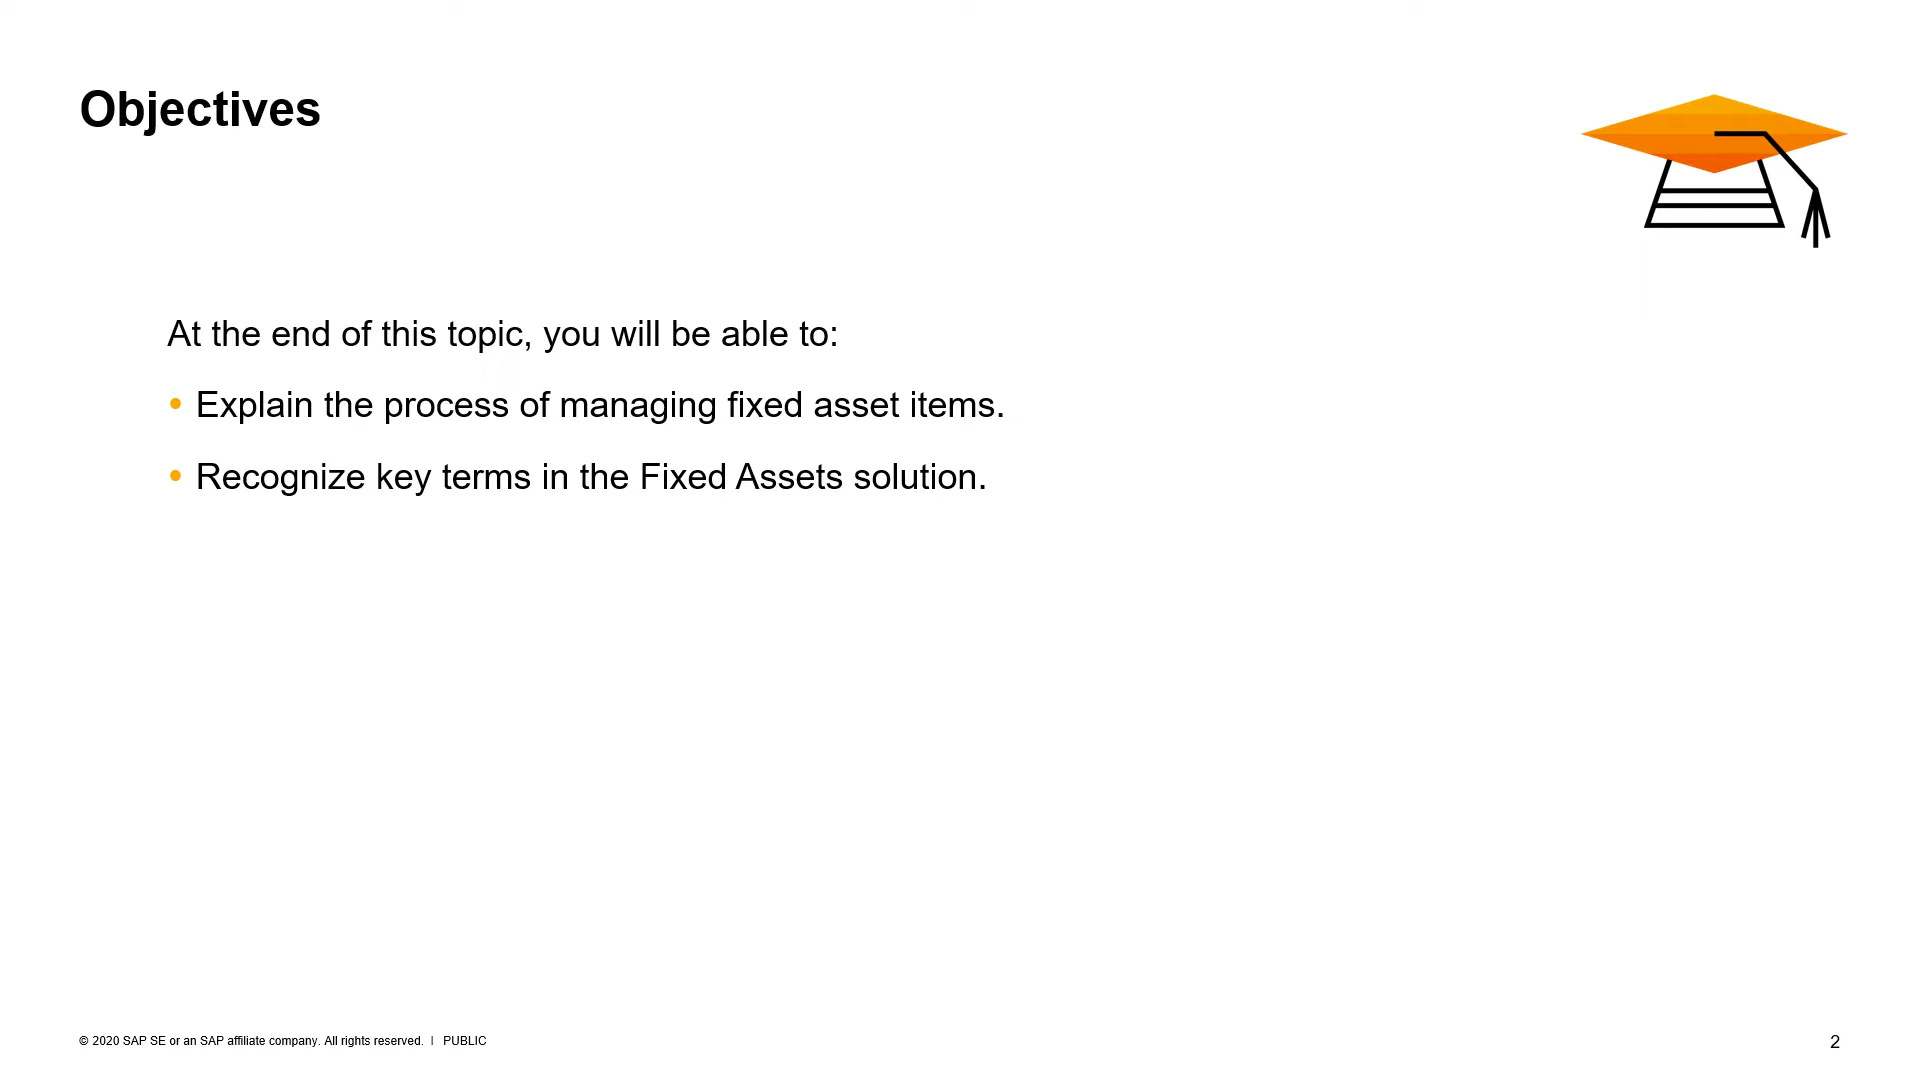 Objectives
At the end of this topic, you will be able to:
• Explain the process of managing fixed asset items.
• Recognize key terms in the Fixed Assets solution.
© 2020 SAP SE or an SAP affiliate company. All rights reserved. | PUBLIC
2